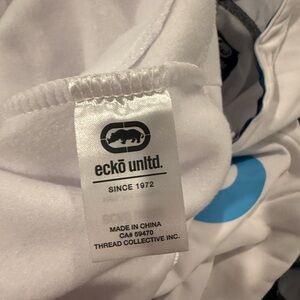 eckō unltd.
SINCE 1972
MADE IN CHINA
CA# 59470
THREAD COLLECTIVE INC.